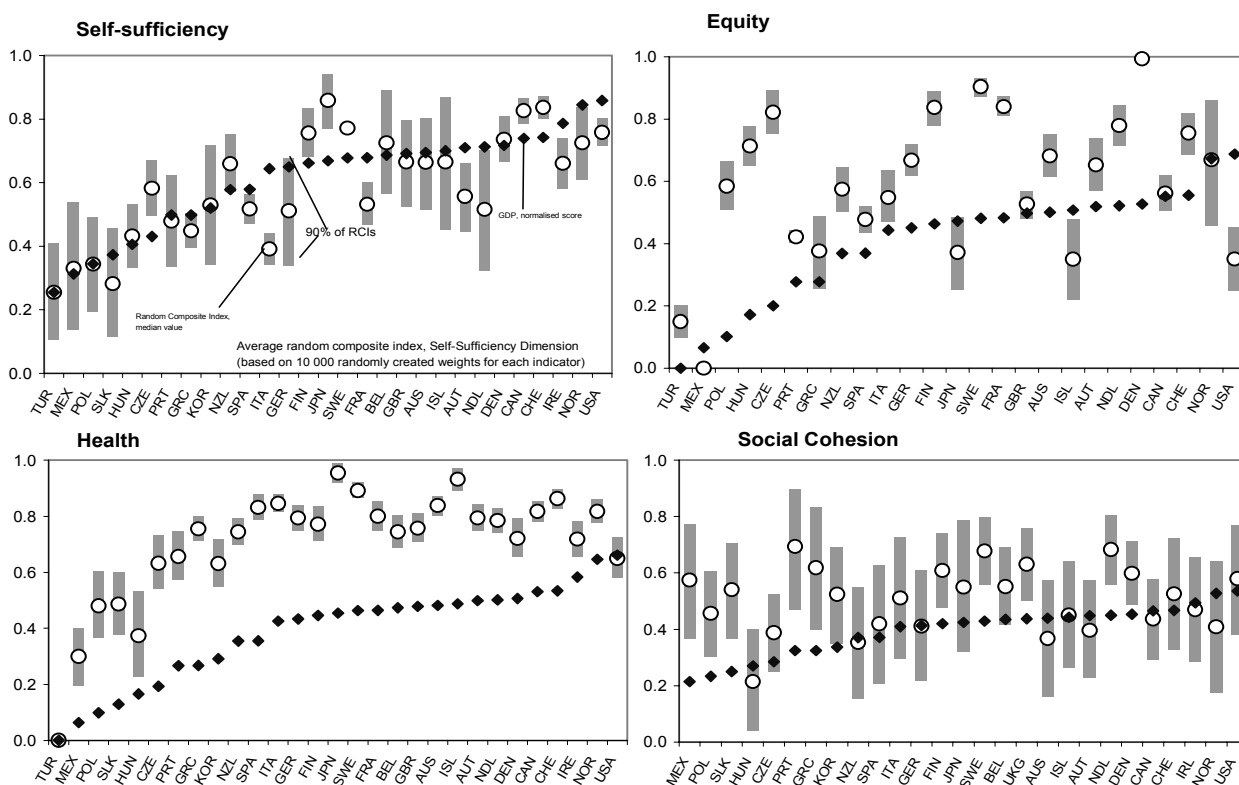 Self-sufficiency
1.0
0.8
0.6
0.4
0.2
0.0
90% of RCIs
GDP, normalised score
Random Composite Index,
median value
Average random composite index, Self-Sufficiency Dimension
(based on 10 000 randomly created weights for each indicator)
TUR MEX POL SLK HUN CZE PRT GRC KOR NZL SPA ITA GER FIN JPN SWE FRA BEL GBR AUS ISL AUT NDL DEN CAN CHE IRE NOR USA
Equity
1.0
0.8
0.6
0.4
0.2
0.0
TUR MEX POL HUN CZE PRT GRC NZL SPA ITA GER FIN JPN SWE FRA GBR AUS ISL AUT NDL DEN CAN CHE NOR USA
Health
1.0
0.8
0.6
0.4
0.2
0.0
TUR MEX POL SLK HUN CZE PRT GRC KOR NZL SPA ITA GER FIN JPN SWE FRA BEL GBR AUS ISL AUT NDL DEN CAN CHE IRE NOR USA
Social Cohesion
1.0
0.8
0.6
0.4
0.2
0.0
MEX POL SLK HUN CZE PRT GRC KOR NZL SPA ITA GER FIN JPN SWE BEL UKG AUS ISL AUT NDL DEN CAN CHE IRL NOR USA